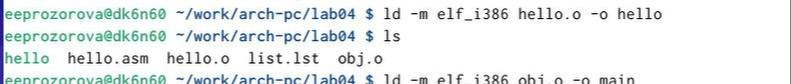 eeprozorova@dk6n60 ~/work/arch-pc/lab04 $ ld -m elf_i386 hello.o -o hello
eeprozorova@dk6n60 ~/work/arch-pc/lab04 $ ls
hello  hello.asm  hello.o  list.lst  obj.o
eeprozorova@dk6n60 ~/work/arch-pc/lab04 $ ld -m elf_i386 obj.o -o main